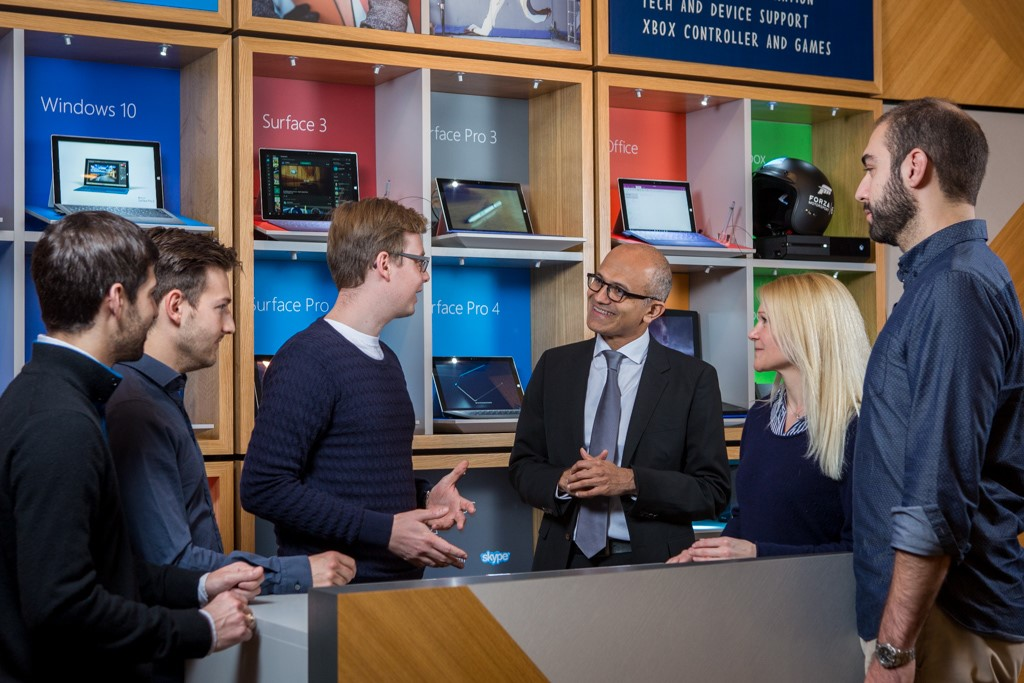 TECH AND DEVICE SUPPORT
XBOX CONTROLLER AND GAMES
Windows 10
Surface 3
rface Pro 3
Office
box
FORZA
Surface Pro
rface Pro 4
skype